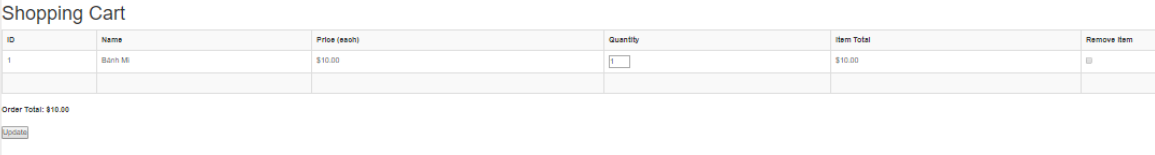 Shopping Cart
ID Name Price (each) Quantity Item Total Remove Item
1 Bánh Mì $10.00 1 $10.00
Order Total: $10.00
Update